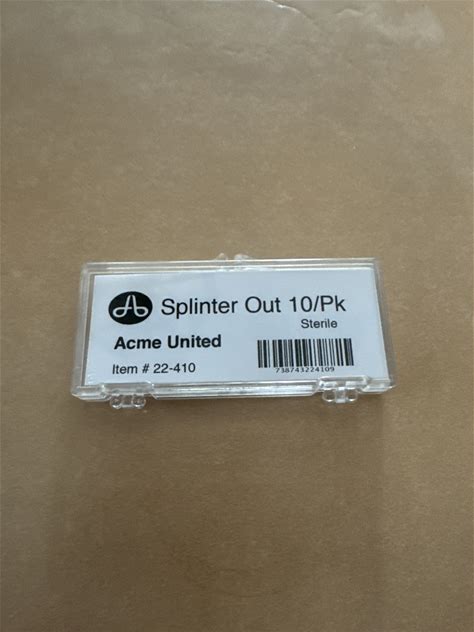 Splinter Out 10/Pk
Sterile
Acme United
Item # 22-410
738743224109